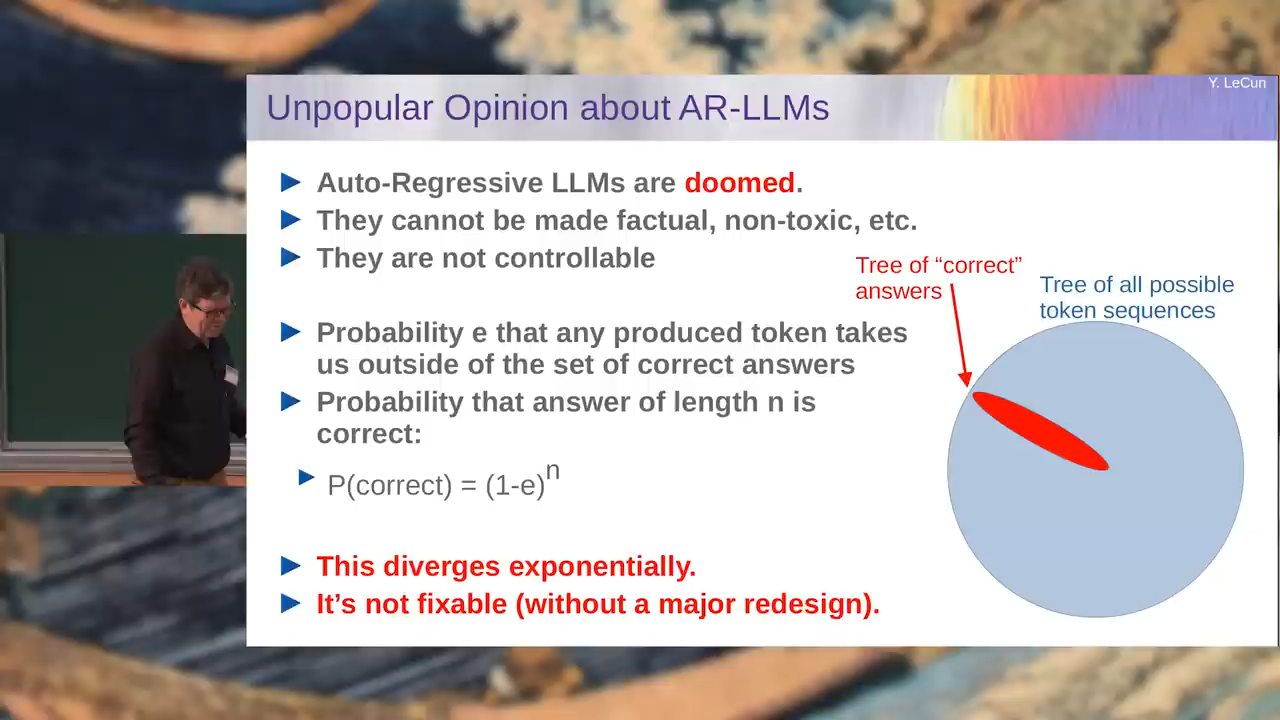 Y. LeCun
Unpopular Opinion about AR-LLMs
Auto-Regressive LLMs are doomed.
They cannot be made factual, non-toxic, etc.
They are not controllable
Probability e that any produced token takes
us outside of the set of correct answers
Probability that answer of length n is
correct:
P(correct) = (1-e)^n
This diverges exponentially.
It’s not fixable (without a major redesign).
Tree of “correct”
answers
Tree of all possible
token sequences